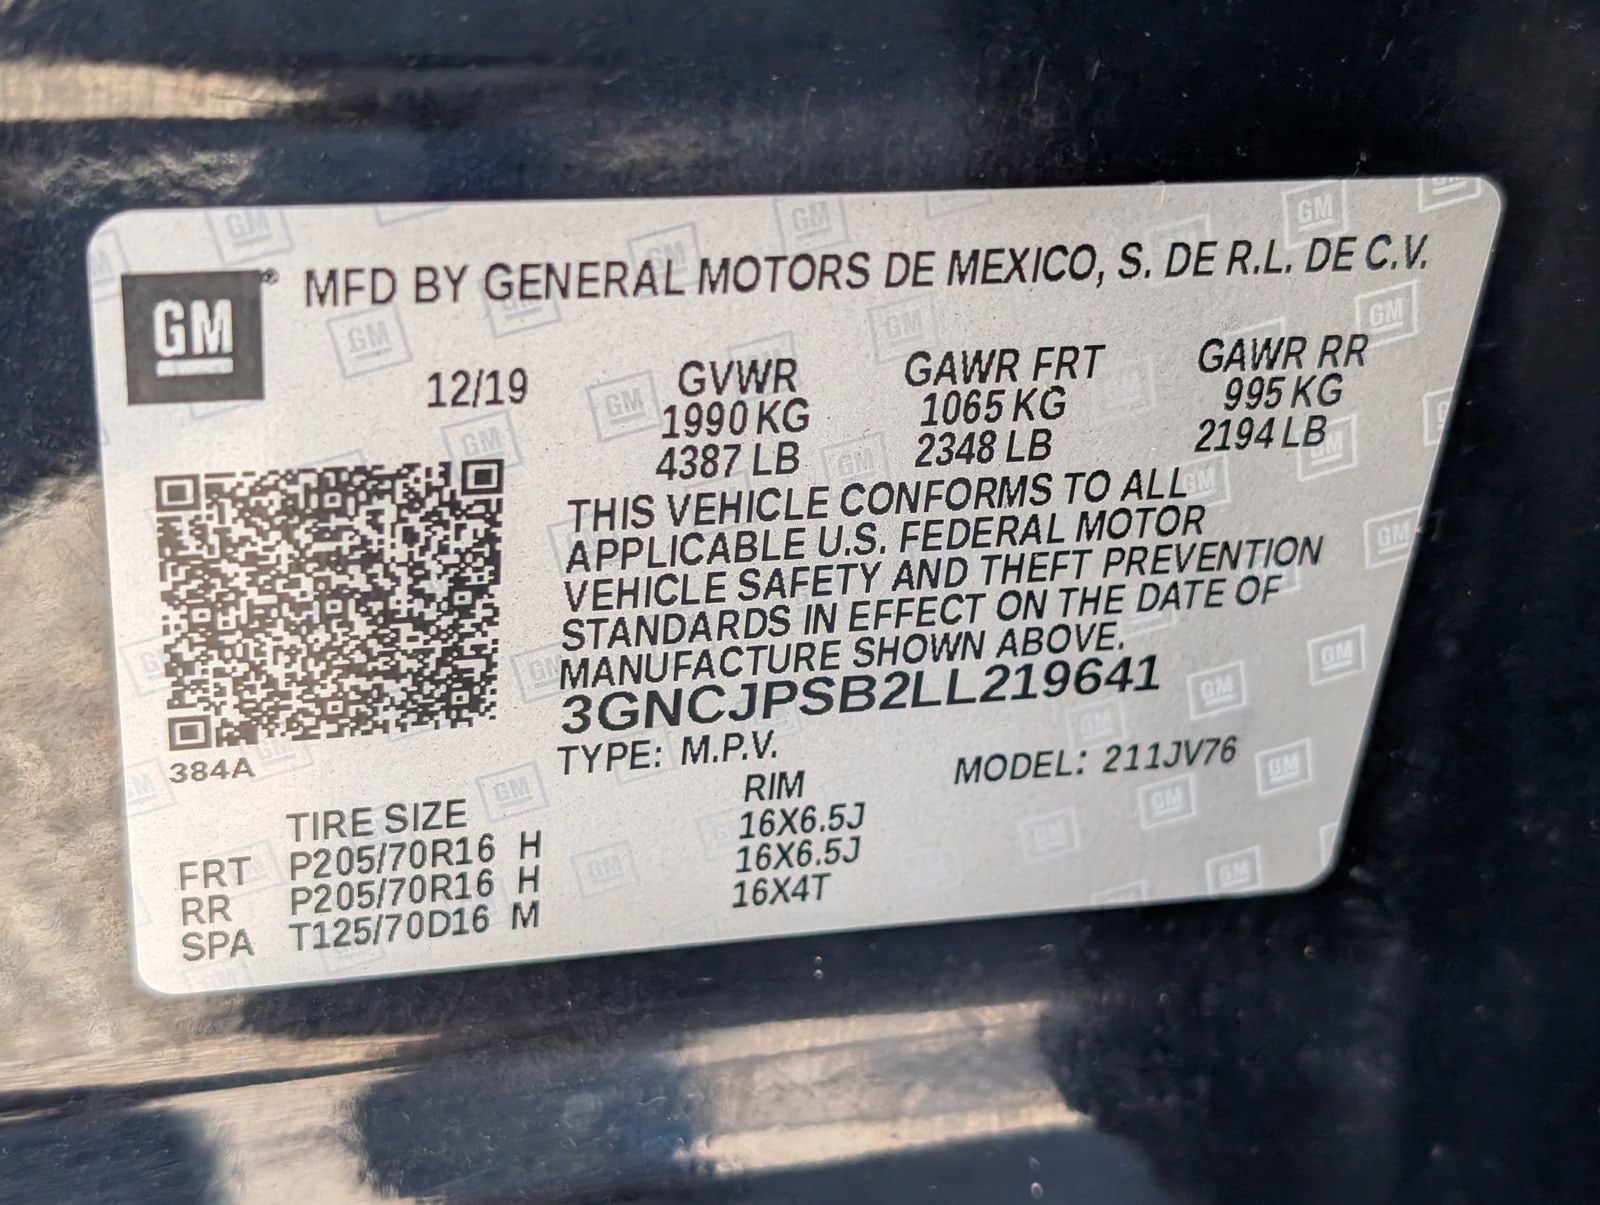 GM ® MFD BY GENERAL MOTORS DE MEXICO, S. DE R.L. DE C.V.
12/19 GVWR GAWR FRT GAWR RR
1990 KG 1065 KG 995 KG
4387 LB 2348 LB 2194 LB
THIS VEHICLE CONFORMS TO ALL
APPLICABLE U.S. FEDERAL MOTOR
VEHICLE SAFETY AND THEFT PREVENTION
STANDARDS IN EFFECT ON THE DATE OF
MANUFACTURE SHOWN ABOVE.
3GNCJPSB2LL219641
384A
TYPE: M.P.V. MODEL: 211JV76
TIRE SIZE RIM
FRT P205/70R16 H 16X6.5J
RR P205/70R16 H 16X6.5J
SPA T125/70D16 M 16X4T